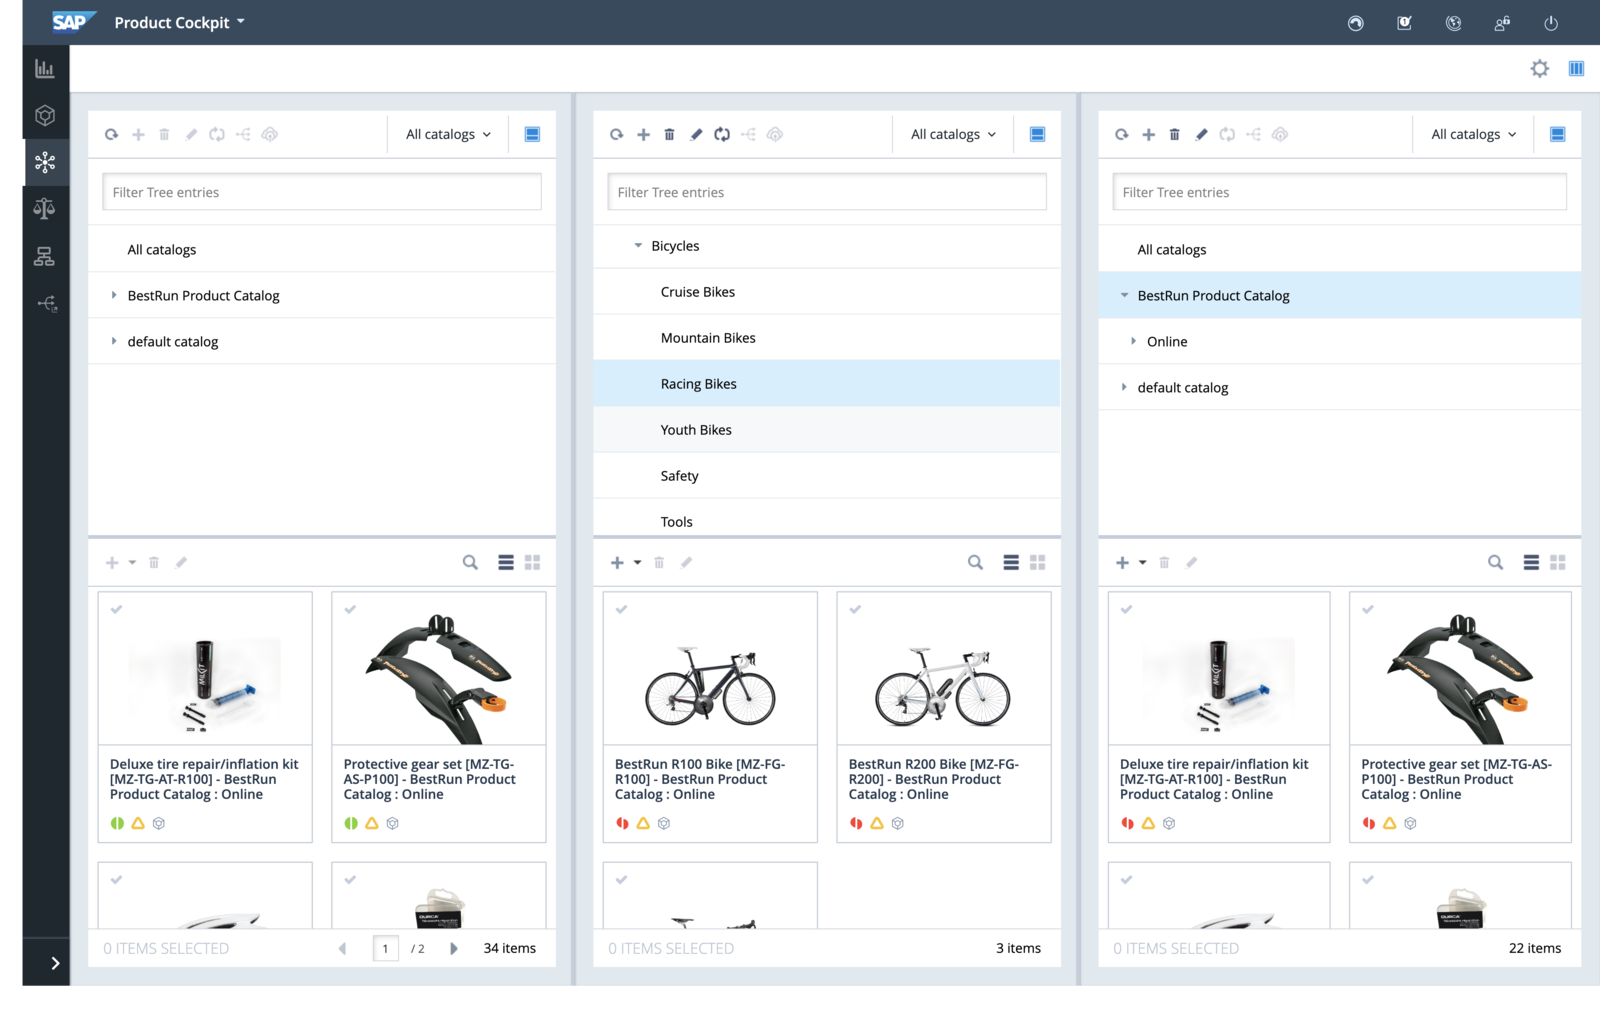 SAP Product Cockpit
All catalogs
Filter Tree entries
All catalogs
BestRun Product Catalog
default catalog
Deluxe tire repair/inflation kit
[MZ-TG-AT-R100] - BestRun
Product Catalog : Online
Protective gear set [MZ-TG-
AS-P100] - BestRun Product
Catalog : Online
0 ITEMS SELECTED
1 / 2
34 items
All catalogs
Filter Tree entries
Bicycles
Cruise Bikes
Mountain Bikes
Racing Bikes
Youth Bikes
Safety
Tools
BestRun R100 Bike [MZ-FG-
R100] - BestRun Product
Catalog : Online
BestRun R200 Bike [MZ-FG-
R200] - BestRun Product
Catalog : Online
0 ITEMS SELECTED
3 items
All catalogs
Filter Tree entries
All catalogs
BestRun Product Catalog
Online
default catalog
Deluxe tire repair/inflation kit
[MZ-TG-AT-R100] - BestRun
Product Catalog : Online
Protective gear set [MZ-TG-AS-
P100] - BestRun Product
Catalog : Online
0 ITEMS SELECTED
22 items